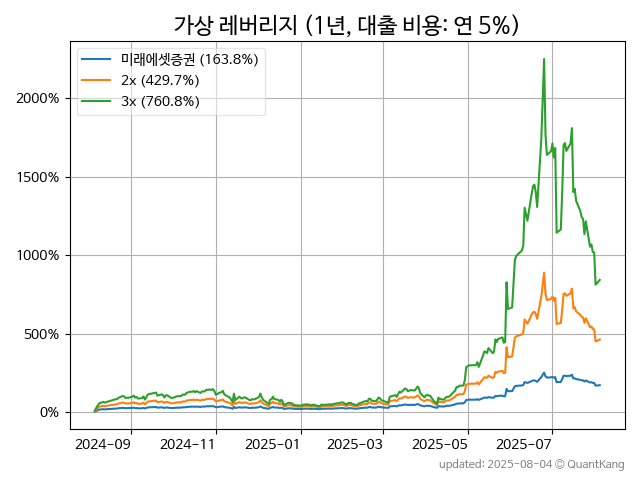 가상 레버리지 (1년, 대출 비용: 연 5%)
미래에셋증권 (163.8%)
2x (429.7%)
3x (760.8%)
2000%
1500%
1000%
500%
0%
2024-09 2024-11 2025-01 2025-03 2025-05 2025-07
updated: 2025-08-04 © QuantKang